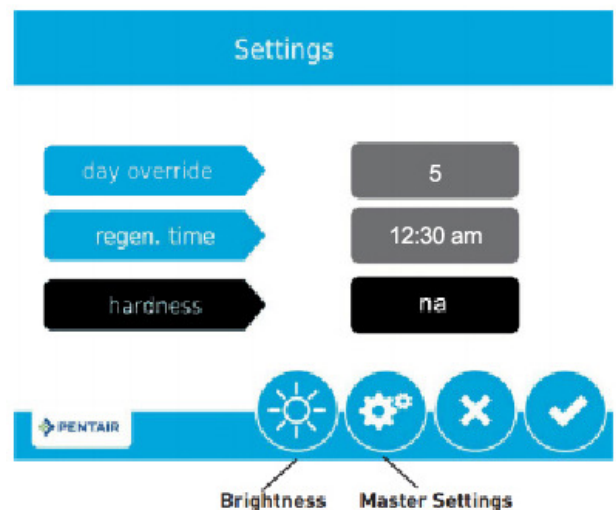 Settings
day override
5
regen. time
12:30 am
hardness
na
PENTAIR
Brightness
Master Settings